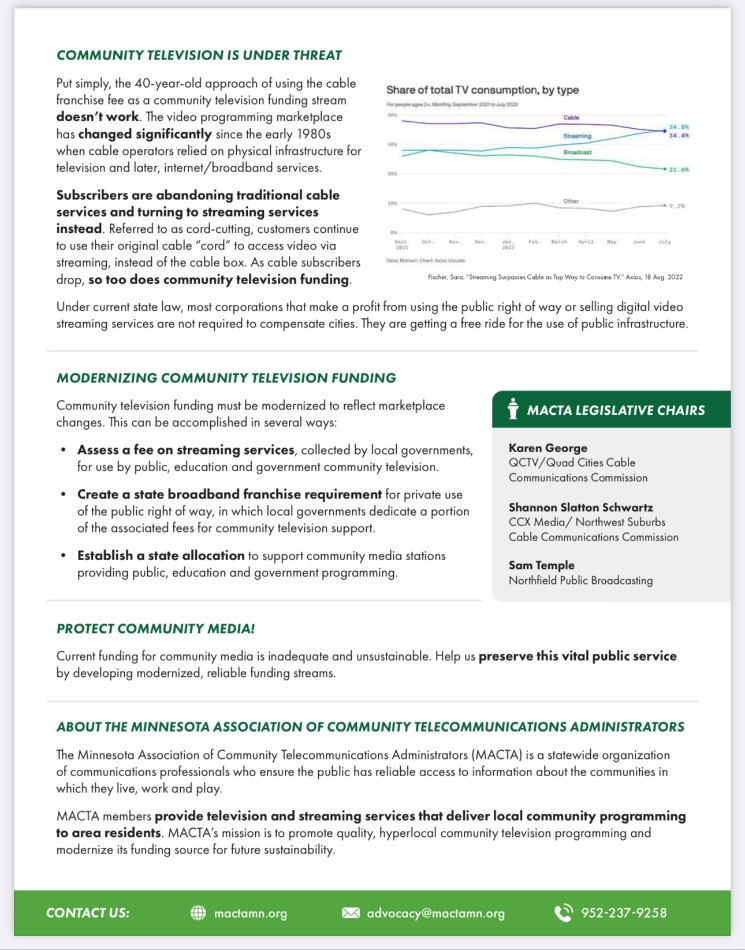 COMMUNITY TELEVISION IS UNDER THREAT
Put simply, the 40-year-old approach of using the cable
franchise fee as a community television funding stream
doesn't work. The video programming marketplace
has changed significantly since the early 1980s
when cable operators relied on physical infrastructure for
television and later, internet/broadband services.
Subscribers are abandoning traditional cable
services and turning to streaming services
instead. Referred to as cord-cutting, customers continue
to use their original cable "cord" to access video via
streaming, instead of the cable box. As cable subscribers
drop, so too does community television funding.
Share of total TV consumption, by type
For people ages 2+; Monthly, September 2021 to July 2022
40%
30%
20%
10%
0%
Cable
Streaming
Broadcast
Other
34.8%
34.4%
21.6%
9.2%
Sept. Oct. Nov. Dec. Jan. Feb. March April May June July
2021 2022
Data: Nielsen; Chart: Axios Visuals
Fischer, Sara. "Streaming Surpasses Cable as Top Way to Consume TV." Axios, 18 Aug. 2022
Under current state law, most corporations that make a profit from using the public right of way or selling digital video
streaming services are not required to compensate cities. They are getting a free ride for the use of public infrastructure.
MODERNIZING COMMUNITY TELEVISION FUNDING
Community television funding must be modernized to reflect marketplace
changes. This can be accomplished in several ways:
• Assess a fee on streaming services, collected by local governments,
for use by public, education and government community television.
• Create a state broadband franchise requirement for private use
of the public right of way, in which local governments dedicate a portion
of the associated fees for community television support.
• Establish a state allocation to support community media stations
providing public, education and government programming.
MACTA LEGISLATIVE CHAIRS
Karen George
QCTV/Quad Cities Cable
Communications Commission
Shannon Slatton Schwartz
CCX Media/ Northwest Suburbs
Cable Communications Commission
Sam Temple
Northfield Public Broadcasting
PROTECT COMMUNITY MEDIA!
Current funding for community media is inadequate and unsustainable. Help us preserve this vital public service
by developing modernized, reliable funding streams.
ABOUT THE MINNESOTA ASSOCIATION OF COMMUNITY TELECOMMUNICATIONS ADMINISTRATORS
The Minnesota Association of Community Telecommunications Administrators (MACTA) is a statewide organization
of communications professionals who ensure the public has reliable access to information about the communities in
which they live, work and play.
MACTA members provide television and streaming services that deliver local community programming
to area residents. MACTA's mission is to promote quality, hyperlocal community television programming and
modernize its funding source for future sustainability.
CONTACT US: mactamn.org advocacy@mactamn.org 952-237-9258